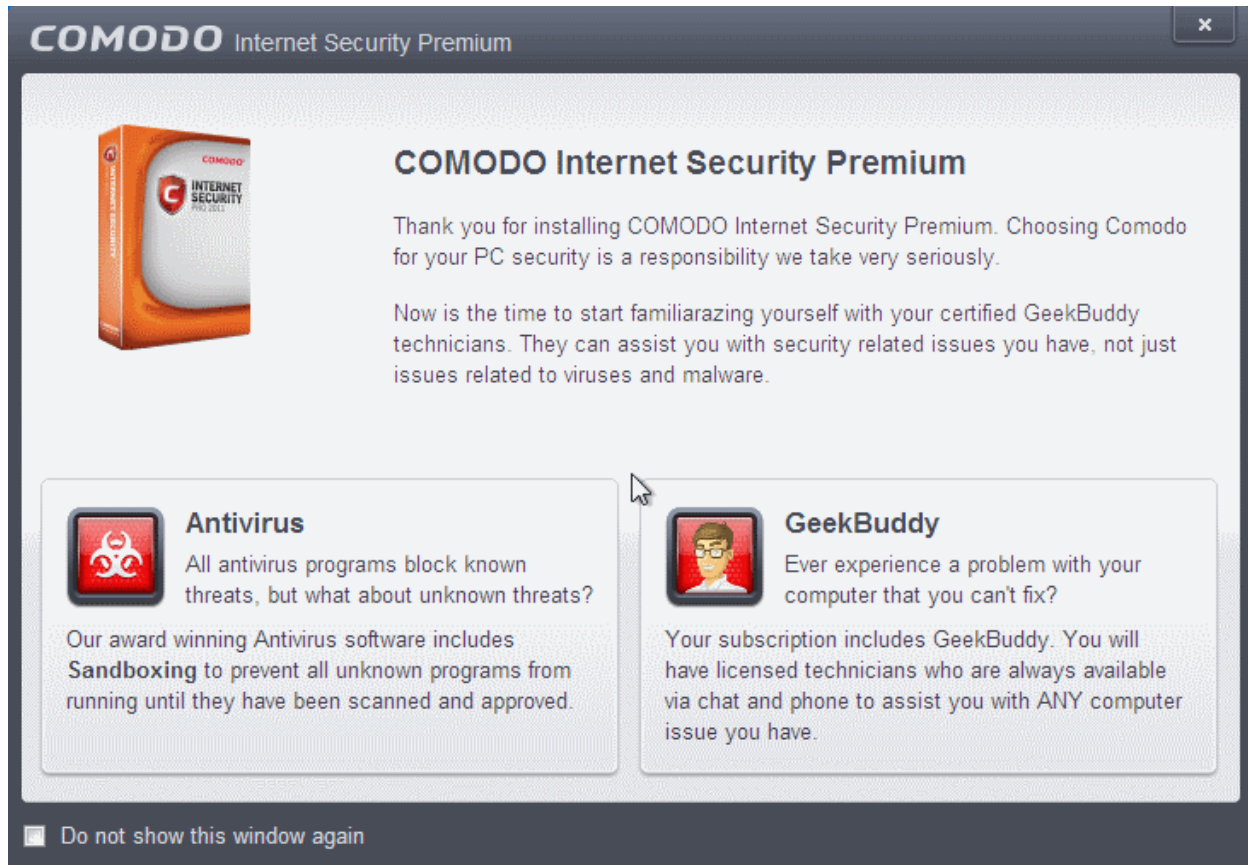 COMODO Internet Security Premium
COMODO
INTERNET
SECURITY
PRO 2011
INTERNET SECURITY
COMODO Internet Security Premium
Thank you for installing COMODO Internet Security Premium. Choosing Comodo
for your PC security is a responsibility we take very seriously.
Now is the time to start familiarazing yourself with your certified GeekBuddy
technicians. They can assist you with security related issues you have, not just
issues related to viruses and malware.
Antivirus
All antivirus programs block known
threats, but what about unknown threats?
Our award winning Antivirus software includes
Sandboxing to prevent all unknown programs from
running until they have been scanned and approved.
GeekBuddy
Ever experience a problem with your
computer that you can't fix?
Your subscription includes GeekBuddy. You will
have licensed technicians who are always available
via chat and phone to assist you with ANY computer
issue you have.
Do not show this window again